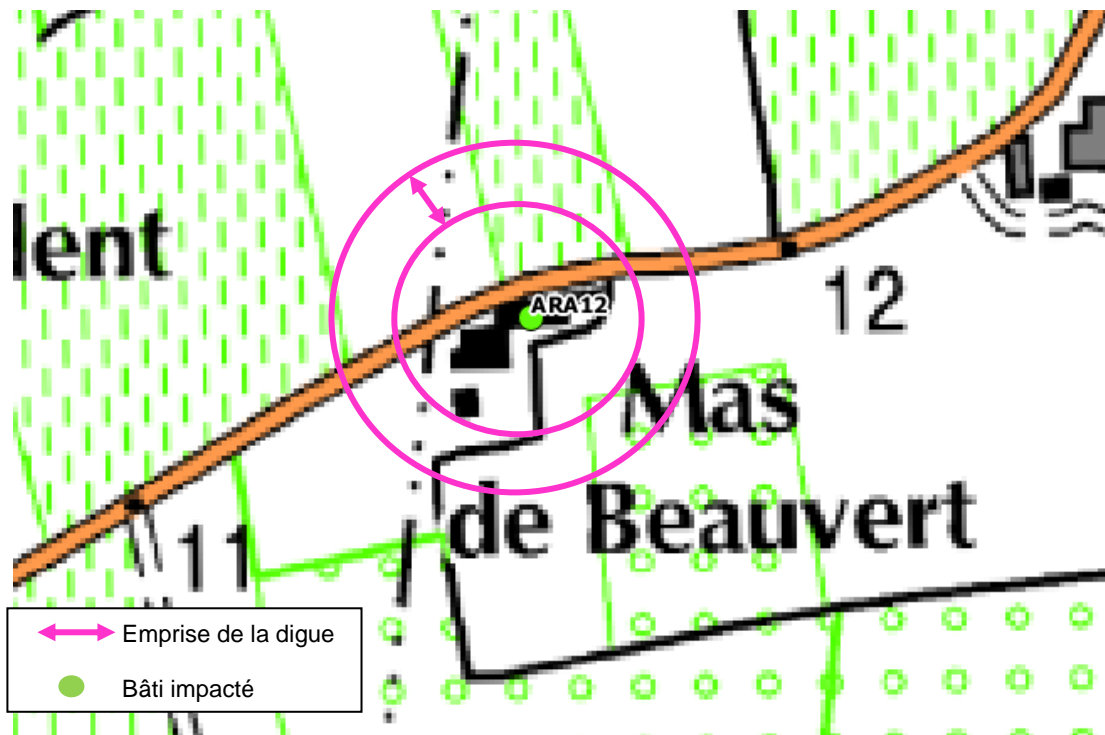 lent
ARA12
12
Mas
de Beauvert
11
Emprise de la digue
Bâti impacté